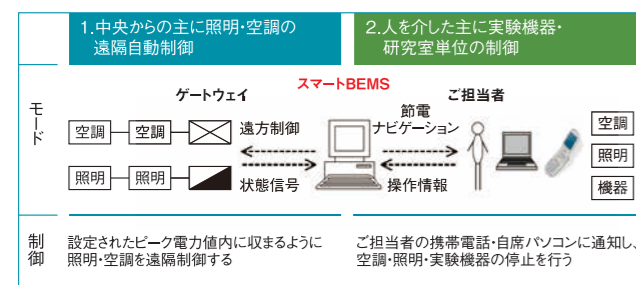 1.中央からの主に照明・空調の
遠隔自動制御
2.人を介した主に実験機器・
研究室単位の制御
モード
スマートBEMS
ゲートウェイ
ご担当者
空調
空調
遠方制御
照明
照明
状態信号
節電
ナビゲーション
操作情報
空調
照明
機器
制御
設定されたピーク電力値内に収まるように
照明・空調を遠隔制御する
ご担当者の携帯電話・自席パソコンに通知し、
空調・照明・実験機器の停止を行う